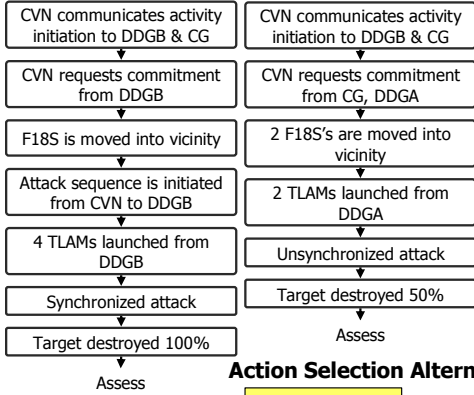 CVN communicates activity
initiation to DDGB & CG
CVN requests commitment
from DDGB
F18S is moved into vicinity
Attack sequence is initiated
from CVN to DDGB
4 TLAMs launched from
DDGB
Synchronized attack
Target destroyed 100%
Assess
CVN communicates activity
initiation to DDGB & CG
CVN requests commitment
from CG, DDGA
2 F18S's are moved into
vicinity
2 TLAMs launched from
DDGA
Unsynchronized attack
Target destroyed 50%
Assess
Action Selection Altern